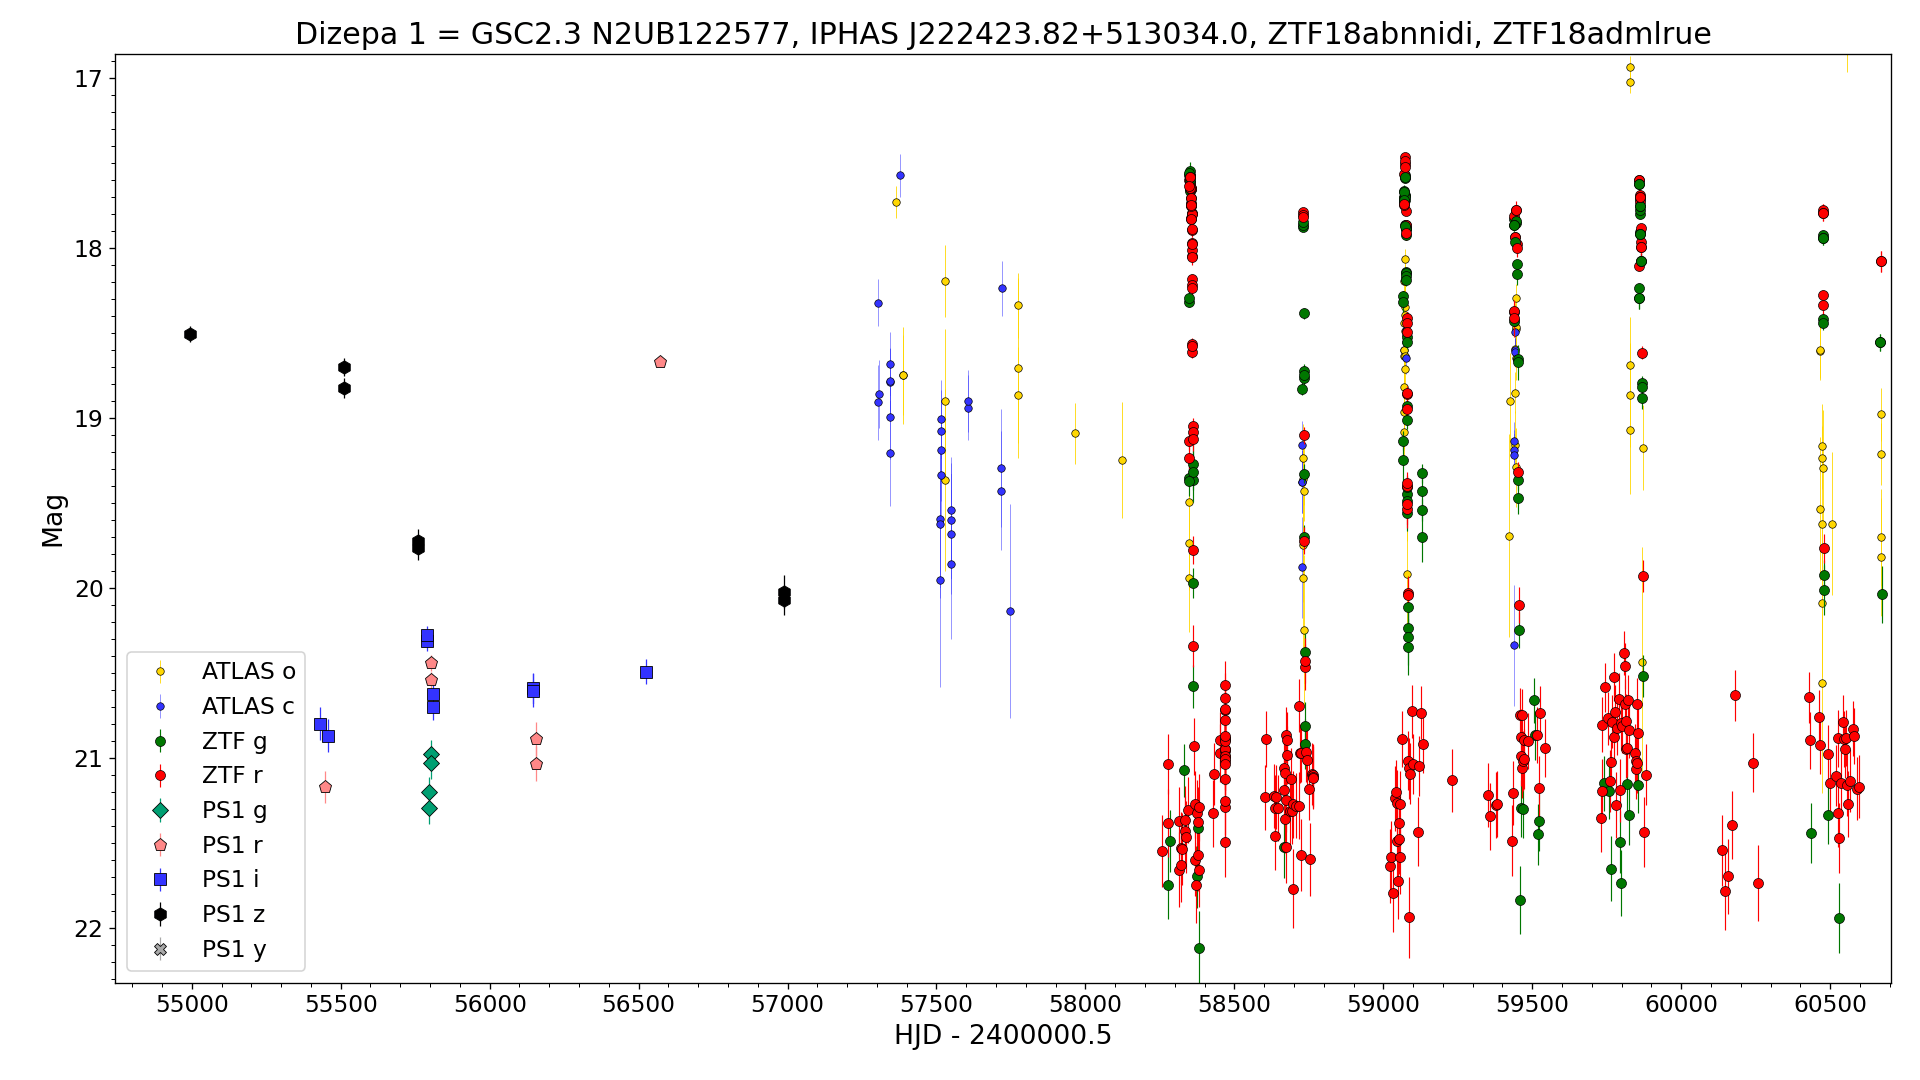 Dizepa 1 = GSC2.3 N2UB122577, IPHAS J222423.82+513034.0, ZTF18abnnidi, ZTF18admlrue
17
18
19
20
21
22
Mag
ATLAS o
ATLAS c
ZTF g
ZTF r
PS1 g
PS1 r
PS1 i
PS1 z
PS1 y
55000 55500 56000 56500 57000 57500 58000 58500 59000 59500 60000 60500
HJD - 2400000.5